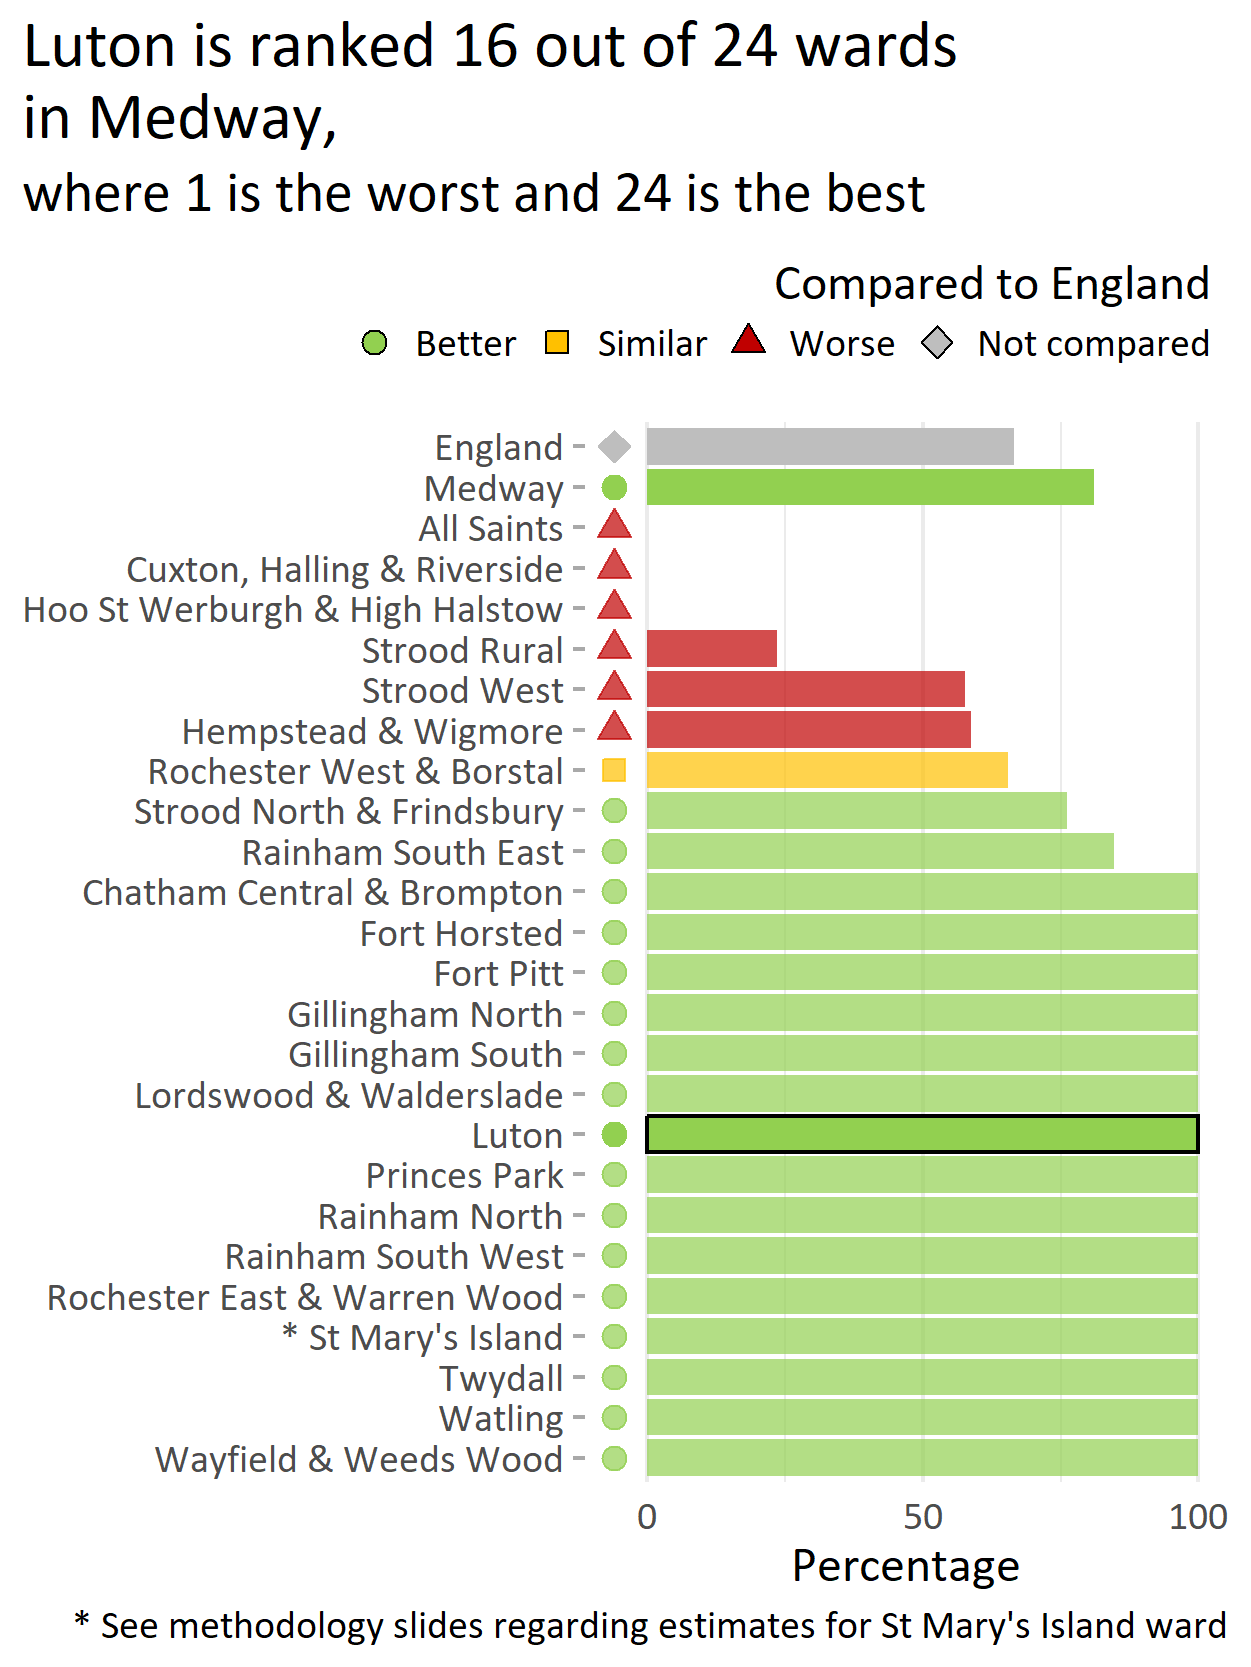 Luton is ranked 16 out of 24 wards
in Medway,
where 1 is the worst and 24 is the best
Compared to England
Better Similar Worse Not compared
England
Medway
All Saints
Cuxton, Halling & Riverside
Hoo St Werburgh & High Halstow
Strood Rural
Strood West
Hempstead & Wigmore
Rochester West & Borstal
Strood North & Frindsbury
Rainham South East
Chatham Central & Brompton
Fort Horsted
Fort Pitt
Gillingham North
Gillingham South
Lordswood & Walderslade
Luton
Princes Park
Rainham North
Rainham South West
Rochester East & Warren Wood
* St Mary's Island
Twydall
Watling
Wayfield & Weeds Wood
0 50 100
Percentage
* See methodology slides regarding estimates for St Mary's Island ward